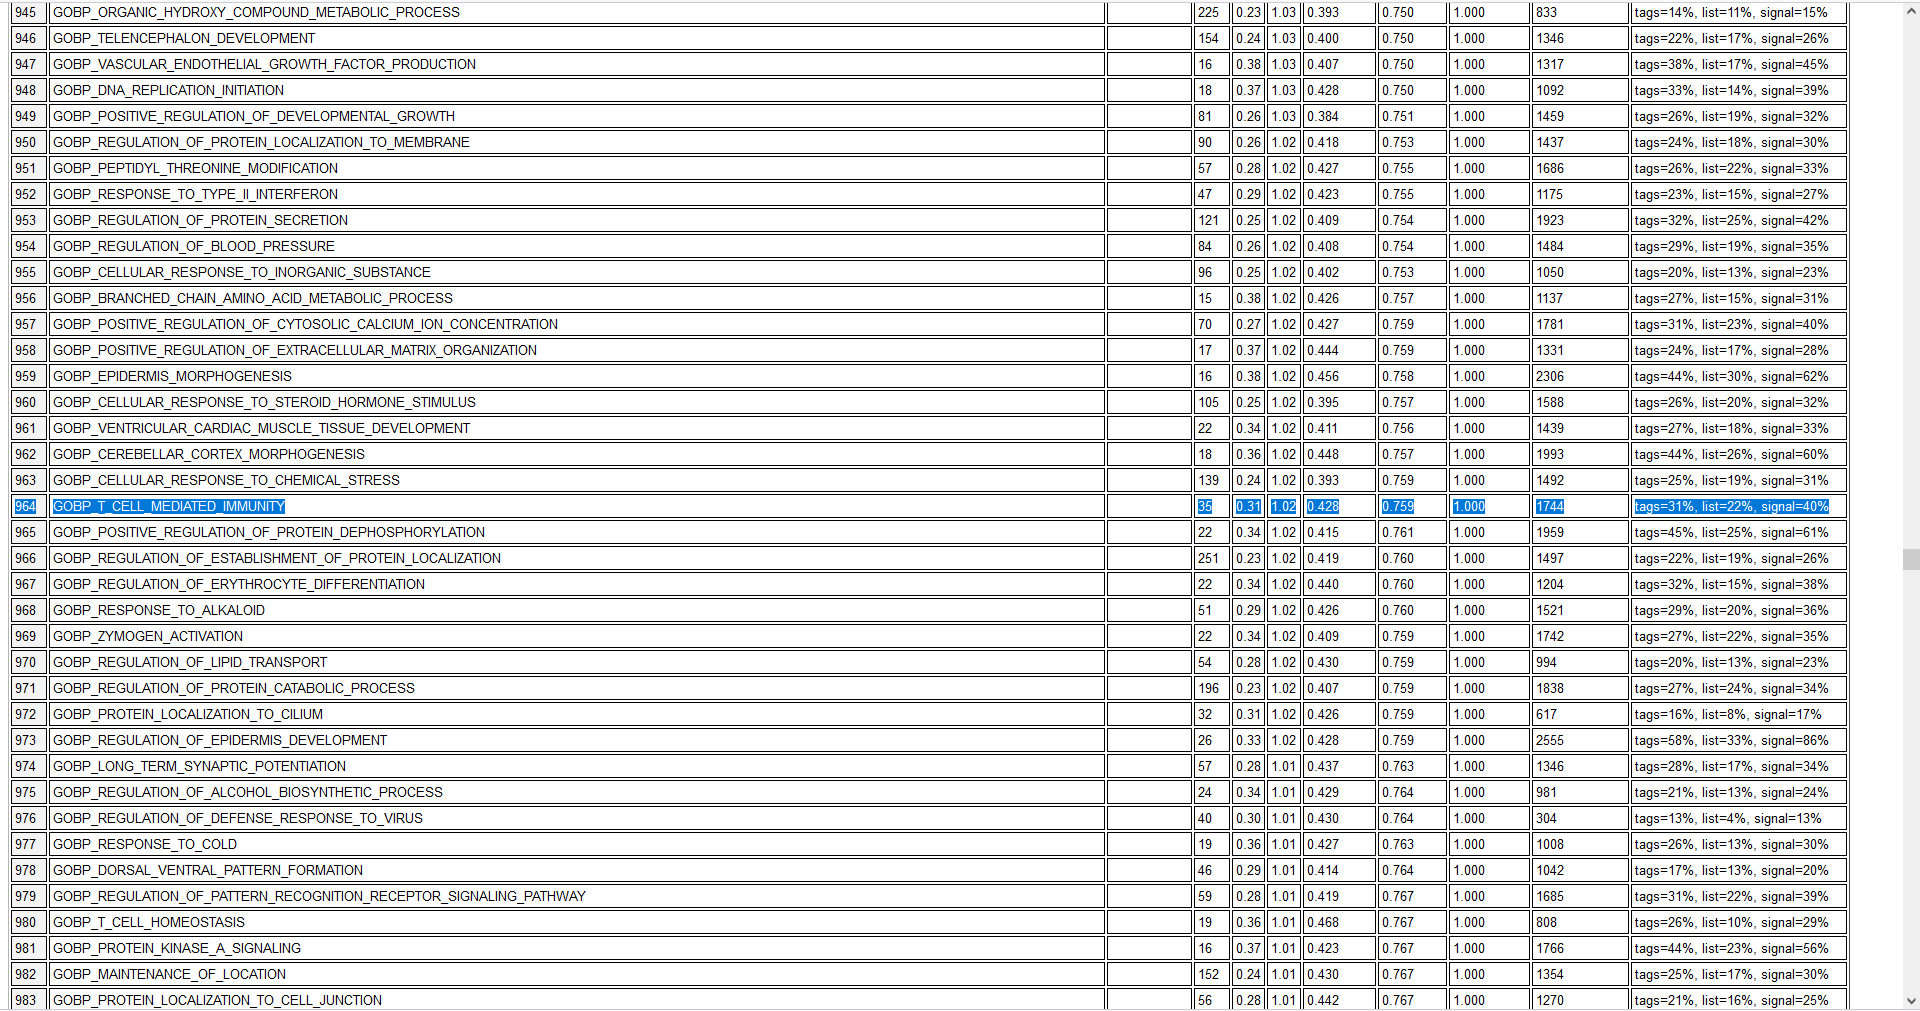 945 GOBP_ORGANIC_HYDROXY_COMPOUND_METABOLIC_PROCESS 225 0.23 1.03 0.393 0.750 1.000 833 tags=14%, list=11%, signal=15%
946 GOBP_TELENCEPHALON_DEVELOPMENT 154 0.24 1.03 0.400 0.750 1.000 1346 tags=22%, list=17%, signal=26%
947 GOBP_VASCULAR_ENDOTHELIAL_GROWTH_FACTOR_PRODUCTION 16 0.38 1.03 0.407 0.750 1.000 1317 tags=38%, list=17%, signal=45%
948 GOBP_DNA_REPLICATION_INITIATION 18 0.37 1.03 0.428 0.750 1.000 1092 tags=33%, list=14%, signal=39%
949 GOBP_POSITIVE_REGULATION_OF_DEVELOPMENTAL_GROWTH 81 0.26 1.03 0.384 0.751 1.000 1459 tags=26%, list=19%, signal=32%
950 GOBP_REGULATION_OF_PROTEIN_LOCALIZATION_TO_MEMBRANE 90 0.26 1.02 0.418 0.753 1.000 1437 tags=24%, list=18%, signal=30%
951 GOBP_PEPTIDYL_THREONINE_MODIFICATION 57 0.28 1.02 0.427 0.755 1.000 1686 tags=26%, list=22%, signal=33%
952 GOBP_RESPONSE_TO_TYPE_II_INTERFERON 47 0.29 1.02 0.423 0.755 1.000 1175 tags=23%, list=15%, signal=27%
953 GOBP_REGULATION_OF_PROTEIN_SECRETION 121 0.25 1.02 0.409 0.754 1.000 1923 tags=32%, list=25%, signal=42%
954 GOBP_REGULATION_OF_BLOOD_PRESSURE 84 0.26 1.02 0.408 0.754 1.000 1484 tags=29%, list=19%, signal=35%
955 GOBP_CELLULAR_RESPONSE_TO_INORGANIC_SUBSTANCE 96 0.25 1.02 0.402 0.753 1.000 1050 tags=20%, list=13%, signal=23%
956 GOBP_BRANCHED_CHAIN_AMINO_ACID_METABOLIC_PROCESS 15 0.38 1.02 0.426 0.757 1.000 1137 tags=27%, list=15%, signal=31%
957 GOBP_POSITIVE_REGULATION_OF_CYTOSOLIC_CALCIUM_ION_CONCENTRATION 70 0.27 1.02 0.427 0.759 1.000 1781 tags=31%, list=23%, signal=40%
958 GOBP_POSITIVE_REGULATION_OF_EXTRACELLULAR_MATRIX_ORGANIZATION 17 0.37 1.02 0.444 0.759 1.000 1331 tags=24%, list=17%, signal=28%
959 GOBP_EPIDERMIS_MORPHOGENESIS 16 0.38 1.02 0.456 0.758 1.000 2306 tags=44%, list=30%, signal=62%
960 GOBP_CELLULAR_RESPONSE_TO_STEROID_HORMONE_STIMULUS 105 0.25 1.02 0.395 0.757 1.000 1588 tags=26%, list=20%, signal=32%
961 GOBP_VENTRICULAR_CARDIAC_MUSCLE_TISSUE_DEVELOPMENT 22 0.34 1.02 0.411 0.756 1.000 1439 tags=27%, list=18%, signal=33%
962 GOBP_CEREBELLAR_CORTEX_MORPHOGENESIS 18 0.36 1.02 0.448 0.757 1.000 1993 tags=44%, list=26%, signal=60%
963 GOBP_CELLULAR_RESPONSE_TO_CHEMICAL_STRESS 139 0.24 1.02 0.393 0.759 1.000 1492 tags=25%, list=19%, signal=31%
964 GOBP_T_CELL_MEDIATED_IMMUNITY 35 0.31 1.02 0.428 0.759 1.000 1744 tags=31%, list=22%, signal=40%
965 GOBP_POSITIVE_REGULATION_OF_PROTEIN_DEPHOSPHORYLATION 22 0.34 1.02 0.415 0.761 1.000 1959 tags=45%, list=25%, signal=61%
966 GOBP_REGULATION_OF_ESTABLISHMENT_OF_PROTEIN_LOCALIZATION 251 0.23 1.02 0.419 0.760 1.000 1497 tags=22%, list=19%, signal=26%
967 GOBP_REGULATION_OF_ERYTHROCYTE_DIFFERENTIATION 22 0.34 1.02 0.440 0.760 1.000 1204 tags=32%, list=15%, signal=38%
968 GOBP_RESPONSE_TO_ALKALOID 51 0.29 1.02 0.426 0.760 1.000 1521 tags=29%, list=20%, signal=36%
969 GOBP_ZYMOGEN_ACTIVATION 22 0.34 1.02 0.409 0.759 1.000 1742 tags=27%, list=22%, signal=35%
970 GOBP_REGULATION_OF_LIPID_TRANSPORT 54 0.28 1.02 0.430 0.759 1.000 994 tags=20%, list=13%, signal=23%
971 GOBP_REGULATION_OF_PROTEIN_CATABOLIC_PROCESS 196 0.23 1.02 0.407 0.759 1.000 1838 tags=27%, list=24%, signal=34%
972 GOBP_PROTEIN_LOCALIZATION_TO_CILIUM 32 0.31 1.02 0.426 0.759 1.000 617 tags=16%, list=8%, signal=17%
973 GOBP_REGULATION_OF_EPIDERMIS_DEVELOPMENT 26 0.33 1.02 0.428 0.759 1.000 2555 tags=58%, list=33%, signal=86%
974 GOBP_LONG_TERM_SYNAPTIC_POTENTIATION 57 0.28 1.01 0.437 0.763 1.000 1346 tags=28%, list=17%, signal=34%
975 GOBP_REGULATION_OF_ALCOHOL_BIOSYNTHETIC_PROCESS 24 0.34 1.01 0.429 0.764 1.000 981 tags=21%, list=13%, signal=24%
976 GOBP_REGULATION_OF_DEFENSE_RESPONSE_TO_VIRUS 40 0.30 1.01 0.430 0.764 1.000 304 tags=13%, list=4%, signal=13%
977 GOBP_RESPONSE_TO_COLD 19 0.36 1.01 0.427 0.763 1.000 1008 tags=26%, list=13%, signal=30%
978 GOBP_DORSAL_VENTRAL_PATTERN_FORMATION 46 0.29 1.01 0.414 0.764 1.000 1042 tags=17%, list=13%, signal=20%
979 GOBP_REGULATION_OF_PATTERN_RECOGNITION_RECEPTOR_SIGNALING_PATHWAY 59 0.28 1.01 0.419 0.767 1.000 1685 tags=31%, list=22%, signal=39%
980 GOBP_T_CELL_HOMEOSTASIS 19 0.36 1.01 0.468 0.767 1.000 808 tags=26%, list=10%, signal=29%
981 GOBP_PROTEIN_KINASE_A_SIGNALING 16 0.37 1.01 0.423 0.767 1.000 1766 tags=44%, list=23%, signal=56%
982 GOBP_MAINTENANCE_OF_LOCATION 152 0.24 1.01 0.430 0.767 1.000 1354 tags=25%, list=17%, signal=30%
983 GOBP_PROTEIN_LOCALIZATION_TO_CELL_JUNCTION 56 0.28 1.01 0.442 0.767 1.000 1270 tags=21%, list=16%, signal=25%